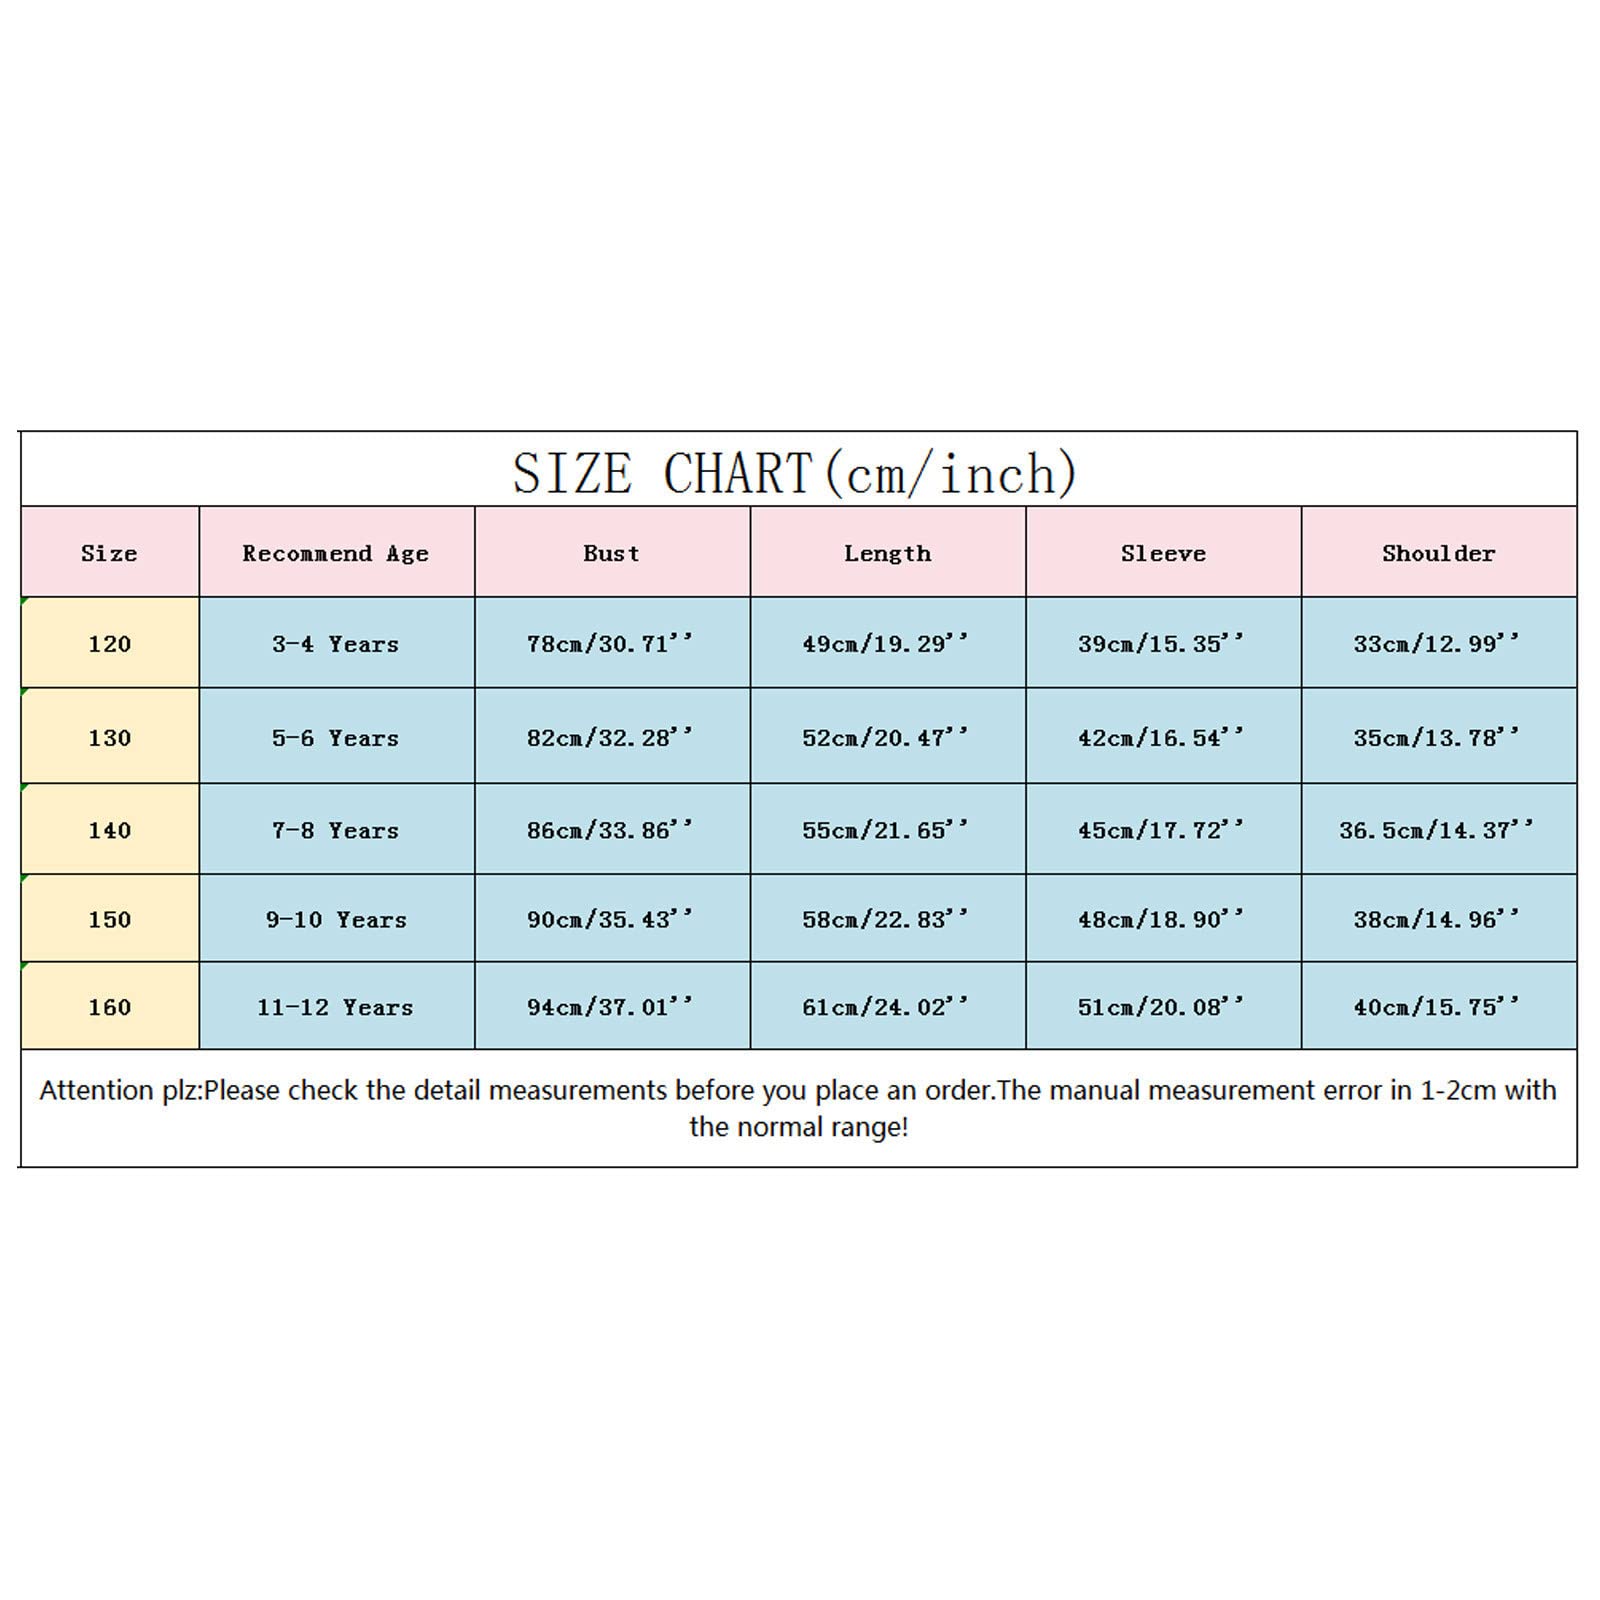 SIZE CHART(cm/inch)
Size Recommend Age Bust Length Sleeve Shoulder
120 3-4 Years 78cm/30.71’’ 49cm/19.29’’ 39cm/15.35’’ 33cm/12.99’’
130 5-6 Years 82cm/32.28’’ 52cm/20.47’’ 42cm/16.54’’ 35cm/13.78’’
140 7-8 Years 86cm/33.86’’ 55cm/21.65’’ 45cm/17.72’’ 36.5cm/14.37’’
150 9-10 Years 90cm/35.43’’ 58cm/22.83’’ 48cm/18.90’’ 38cm/14.96’’
160 11-12 Years 94cm/37.01’’ 61cm/24.02’’ 51cm/20.08’’ 40cm/15.75’’
Attention plz:Please check the detail measurements before you place an order.The manual measurement error in 1-2cm with
the normal range!